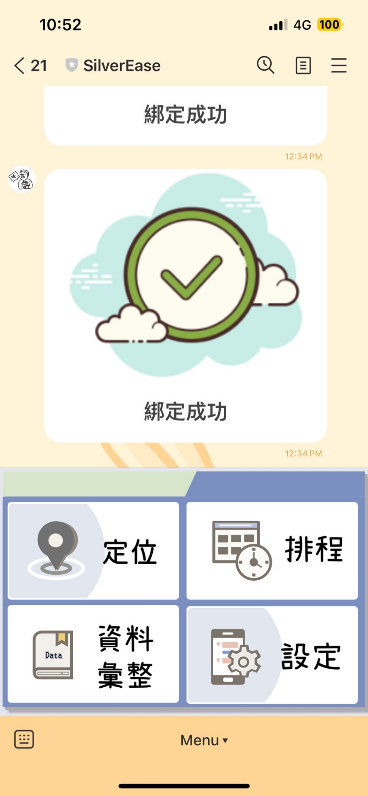 10:52
4G 100
21 SilverEase
綁定成功
12:34 PM
綁定成功
12:34 PM
定位
排程
Data
資料
彙整
設定
Menu